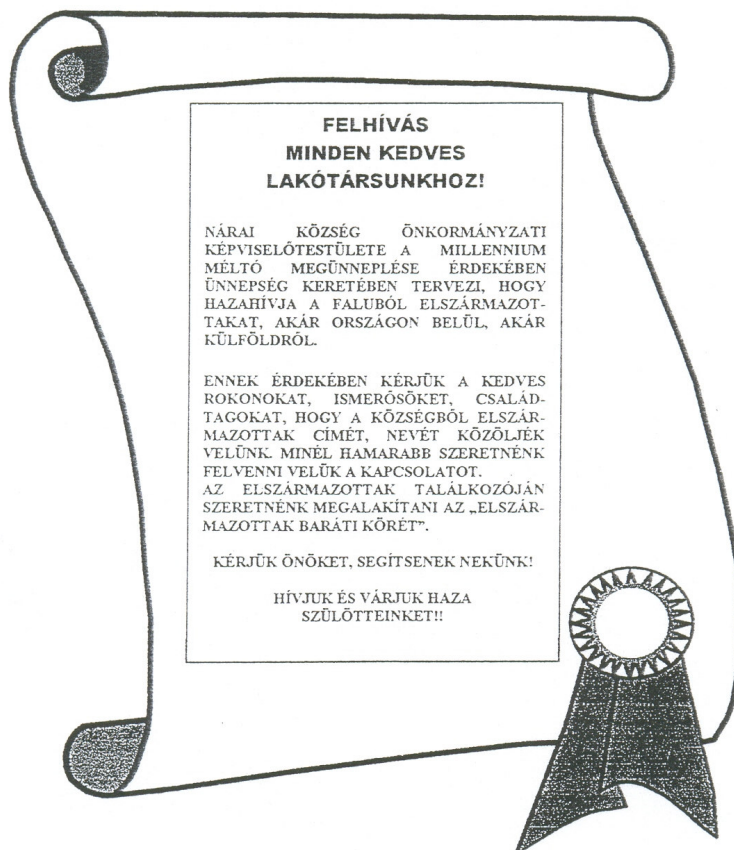 FELHÍVÁS
MINDEN KEDVES
LAKÓTÁRSUNKHOZ!
NÁRAI KÖZSÉG ÖNKORMÁNYZATI
KÉPVISELŐTESTÜLETE A MILLENNIUM
MÉLTÓ MEGÜNNEPLÉSE ÉRDEKÉBEN
ÜNNEPSÉG KERETÉBEN TERVEZI, HOGY
HAZAHÍVJA A FALUBÓL ELSZÁRMAZOT-
TAKAT, AKÁR ORSZÁGON BELÜL, AKÁR
KÜLFÖLDRŐL.
ENNEK ÉRDEKÉBEN KÉRJÜK A KEDVES
ROKONOKAT, ISMERŐSÖKET, CSALÁD-
TAGOKAT, HOGY A KÖZSÉGBŐL ELSZÁR-
MAZOTTAK CÍMÉT, NEVÉT KÖZÖLJÉK
VELÜNK. MINÉL HAMARABB SZERETNÉNK
FELVENNI VELÜK A KAPCSOLATOT.
AZ ELSZÁRMAZOTTAK TALÁLKOZÓJÁN
SZERETNÉNK MEGALAKÍTANI AZ „ELSZÁR-
MAZOTTAK BARÁTI KÖRÉT”.
KÉRJÜK ÖNÖKET, SEGÍTSENEK NEKÜNK!
HÍVJUK ÉS VÁRJUK HAZA
SZÜLÖTTEINKET!!